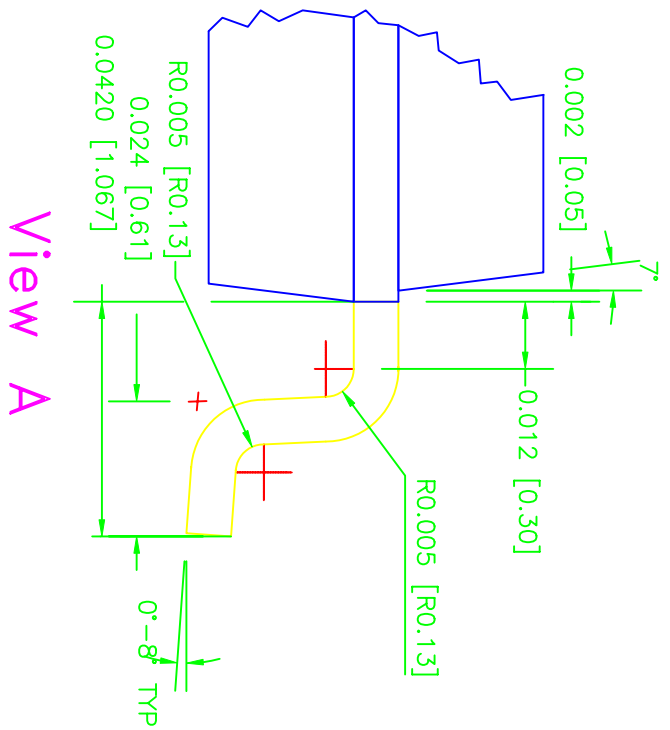 7°
0.002 [0.05]
0.012 [0.30]
R0.005 [R0.13]
R0.005 [R0.13]
0.024 [0.61]
0.0420 [1.067]
0°-8° TYP
View A